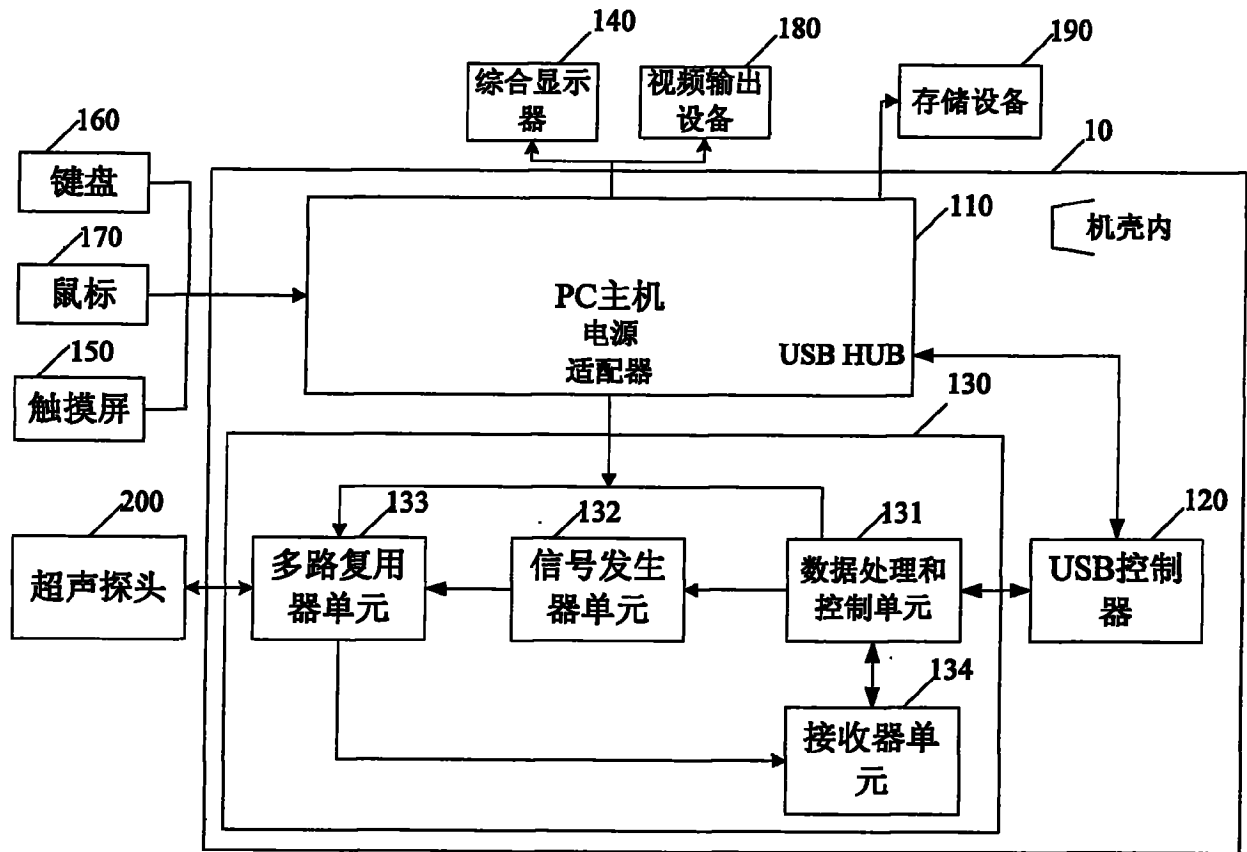 140
180
190
综合显示
器
视频输出
设备
存储设备
160
键盘
10
170
鼠标
110
机壳内
PC主机
电源
适配器
USB HUB
150
触摸屏
130
200
超声探头
133
多路复用
器单元
132
信号发生
器单元
131
数据处理和
控制单元
120
USB控制
器
134
接收器单
元